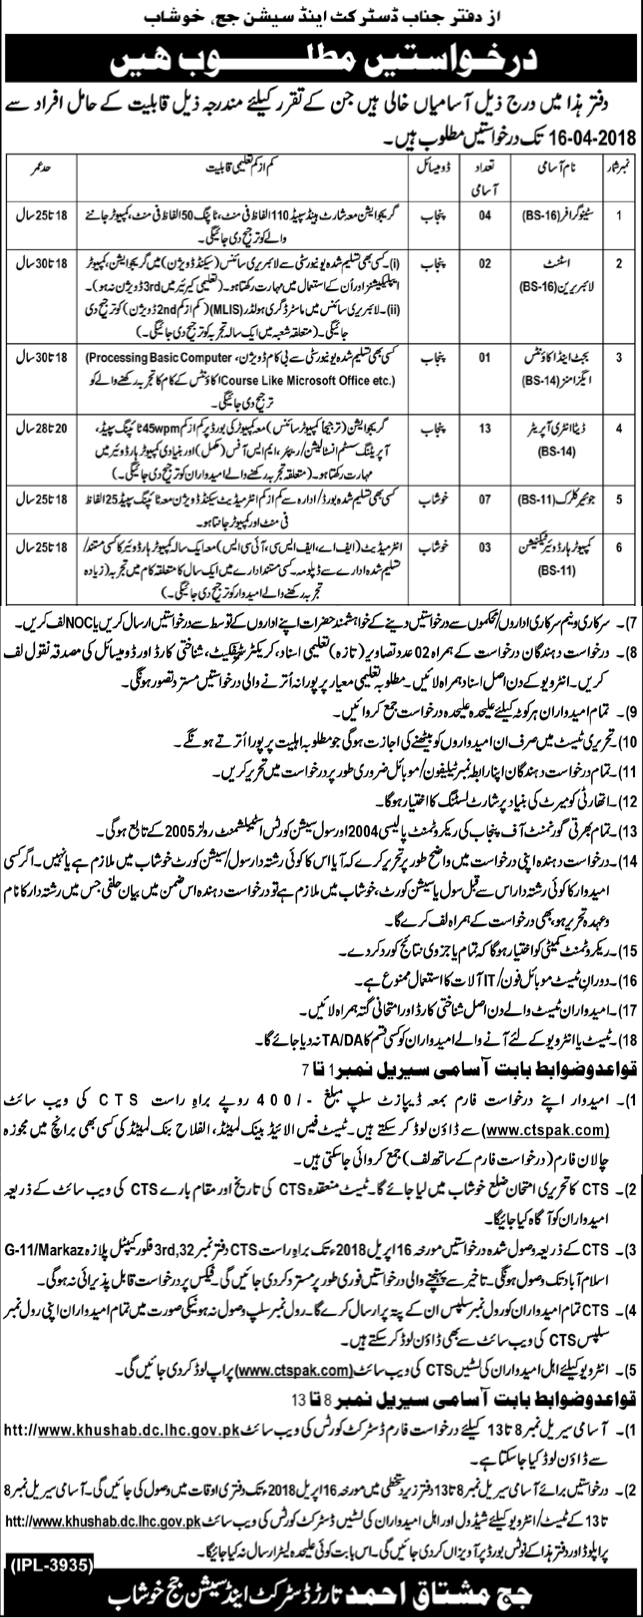 از دفتر جناب ڈسٹرکٹ اینڈ سیشن جج، خوشاب
درخواستیں مطلوب ھیں
دفتر ہذا میں درج ذیل آسامیاں خالی ہیں جن کے تقرر کیلئے مندرجہ ذیل قابلیت کے حامل افراد سے
16-04-2018 تک درخواستیں مطلوب ہیں۔
نمبر شمار نام آسامی تعداد آسامی ڈومیسائل کم از کم تعلیمی قابلیت حد عمر
1 سٹینوگرافر (BS-16) 04 پنجاب گریجوایشن معہ شارٹ ہینڈ سپیڈ 110 الفاظ فی منٹ، ٹائپنگ 50 الفاظ فی منٹ، کمپیوٹر جاننے 18 تا 25 سال
والے کو ترجیح دی جائیگی۔
2 اسٹنٹ لائبریرین (BS-16) 02 پنجاب (i)۔ کسی بھی تسلیم شدہ یونیورسٹی سے لائبریری سائنس (سیکنڈ ڈویژن) میں گریجوایشن، کمپیوٹر 18 تا 30 سال
ایپلیکیشنز اور اُن کے استعمال میں مہارت رکھتا ہو۔ (تعلیمی کیریئر میں 3rd ڈویژن نہ ہو)۔
(ii)۔ لائبریری سائنس میں ماسٹر ڈگری ہولڈر (MLIS) (کم از کم 2nd ڈویژن) کو ترجیح دی
جائیگی۔ (متعلقہ شعبہ میں ایک سالہ تجربہ کو ترجیح دی جائیگی)۔
3 بجٹ اینڈ اکاؤنٹس ایگزامنر (BS-14) 01 پنجاب کسی بھی تسلیم شدہ یونیورسٹی سے بی کام ڈویژن، Processing Basic Computer) 18 تا 30 سال
(Course Like Microsoft Office etc.) اکاؤنٹس کے کام کا تجربہ رکھنے والے کو
ترجیح دی جائیگی۔
4 ڈیٹا انٹری آپریٹر (BS-14) 13 پنجاب گریجوایشن (ترجیحاً کمپیوٹر سائنس) معہ کمپیوٹر کی بورڈ پر کم از کم 45wpm ٹائپنگ سپیڈ، 20 تا 28 سال
آپریٹنگ سسٹم انسٹالیشن/ریپئر، ایم ایس آفس (مکمل) اور بنیادی کمپیوٹر ہارڈویئر میں
مہارت رکھتا ہو۔ (متعلقہ تجربہ رکھنے والے امیدواران کو ترجیح دی جائیگی)۔
5 جونیئر کلرک (BS-11) 07 خوشاب کسی بھی تسلیم شدہ بورڈ/ادارہ سے کم از کم انٹرمیڈیٹ سیکنڈ ڈویژن معہ ٹائپنگ سپیڈ 25 الفاظ 18 تا 25 سال
فی منٹ اور کمپیوٹر جانتا ہو۔
6 کمپیوٹر ہارڈویئر ٹیکنیشن (BS-11) 03 خوشاب انٹرمیڈیٹ (ایف اے، ایف ایس سی، آئی سی ایس) معہ ایک سالہ کمپیوٹر ہارڈویئر کا کسی مستند/ 18 تا 25 سال
تسلیم شدہ ادارے سے ڈپلومہ۔ کسی مستند ادارے میں ایک سال کا متعلقہ کام میں تجربہ (زیادہ
تجربہ رکھنے والے امیدوار کو ترجیح دی جائیگی)۔
7)۔ سرکاری و نیم سرکاری اداروں/محکموں سے درخواستیں دینے کے خواہشمند حضرات اپنے اداروں کے توسط سے درخواستیں ارسال کریں یا NOC لف کریں۔
8)۔ درخواست دہندگان درخواست کے ہمراہ 02 عدد تصاویر (تازہ) تعلیمی اسناد، کریکٹر سرٹیفکیٹ، شناختی کارڈ اور ڈومیسائل کی مصدقہ نقول لف
کریں۔ انٹرویو کے دن اصل اسناد ہمراہ لائیں۔ مطلوبہ تعلیمی معیار پر پورا نہ اُترنے والی درخواستیں مسترد تصور ہونگی۔
9)۔ تمام امیدواران ہر کوٹہ کیلئے علیحدہ علیحدہ درخواست جمع کروائیں۔
10)۔ تحریری ٹیسٹ میں صرف ان امیدواروں کو بیٹھنے کی اجازت ہوگی جو مطلوبہ اہلیت پر پورا اُترتے ہونگے۔
11)۔ تمام درخواست دہندگان اپنا رابطہ نمبر ٹیلیفون/موبائل ضروری طور پر درخواست میں تحریر کریں۔
12)۔ اتھارٹی کو میرٹ کی بنیاد پر شارٹ لسٹنگ کا اختیار ہوگا۔
13)۔ تمام بھرتی گورنمنٹ آف پنجاب کی ریکروٹمنٹ پالیسی 2004 اور سول سیشن کورٹس اسٹیبلشمنٹ رولز 2005 کے تابع ہوگی۔
14)۔ درخواست دہندہ اپنی درخواست میں واضح طور پر تحریر کرے کہ آیا اس کا کوئی رشتہ دار سول/سیشن کورٹ خوشاب میں ملازم ہے یا نہیں۔ اگر کسی
امیدوار کا کوئی رشتہ دار اس سے قبل سول یا سیشن کورٹ، خوشاب میں ملازم ہے تو درخواست دہندہ اس ضمن میں بیان حلفی جس میں رشتہ دار کا نام
و عہدہ تحریر ہو، بھی درخواست کے ہمراہ لف کرے گا۔
15)۔ ریکروٹمنٹ کمیٹی کو اختیار ہوگا کہ تمام یا جزوی نتائج کو رد کر دے۔
16)۔ دوران ٹیسٹ موبائل فون/IT آلات کا استعمال ممنوع ہے۔
17)۔ امیدواران ٹیسٹ والے دن اصل شناختی کارڈ اور امتحانی گتہ ہمراہ لائیں۔
18)۔ ٹیسٹ یا انٹرویو کے لئے آنے والے امیدواران کو کسی قسم کا TA/DA نہ دیا جائے گا۔
قواعد و ضوابط بابت آسامی سیریل نمبر 1 تا 7
1)۔ امیدوار اپنے درخواست فارم بمعہ ڈیپازٹ سلپ مبلغ -/400 روپے براہ راست CTS کی ویب سائٹ
(www.ctspak.com) سے ڈاؤن لوڈ کر سکتے ہیں۔ ٹیسٹ فیس الائیڈ بینک لمیٹڈ، الفلاح بنک لمیٹڈ کی کسی بھی برانچ میں مجوزہ
چالان فارم (درخواست فارم کے ساتھ لف) جمع کروائی جا سکتی ہیں۔
2)۔ CTS کا تحریری امتحان ضلع خوشاب میں لیا جائے گا۔ ٹیسٹ منعقدہ CTS کی تاریخ اور مقام بارے CTS کی ویب سائٹ کے ذریعہ
امیدواران کو آگاہ کیا جائیگا۔
3)۔ CTS کے ذریعہ وصول شدہ درخواستیں مورخہ 16 اپریل 2018ء تک براہ راست CTS دفتر نمبر 32, 3rd فلور کیپیٹل پلازہ G-11/Markaz
اسلام آباد تک وصول ہونگی۔ تاخیر سے پہنچنے والی درخواستیں فوری طور پر مسترد کر دی جائیں گی۔ فیکس پر درخواست قابل پذیرائی نہ ہوگی۔
4)۔ CTS تمام امیدواران کو رول نمبر سلپس ان کے پتہ پر ارسال کرے گا۔ رول نمبر سلپ وصول نہ ہونیکی صورت میں تمام امیدواران اپنی رول نمبر
سلپس CTS کی ویب سائٹ سے بھی ڈاؤن لوڈ کر سکتے ہیں۔
5)۔ انٹرویو کیلئے اہل امیدواران کی لسٹیں CTS کی ویب سائٹ (www.ctspak.com) پر اپ لوڈ کر دی جائیں گی۔
قواعد و ضوابط بابت آسامی سیریل نمبر 8 تا 13
1)۔ آسامی سیریل نمبر 8 تا 13 کیلئے درخواست فارم ڈسٹرکٹ کورٹس کی ویب سائٹ htt://www.khushab.dc.lhc.gov.pk
سے ڈاؤن لوڈ کیا جا سکتا ہے۔
2)۔ درخواستیں برائے آسامی سیریل نمبر 8 تا 13 دفتر زیر دستخطی میں مورخہ 16 اپریل 2018ء تک دفتری اوقات میں وصول کی جائیں گی۔ آسامی سیریل نمبر 8
تا 13 کے ٹیسٹ/انٹرویو کیلئے شیڈول اور اہل امیدواران کی لسٹیں ڈسٹرکٹ کورٹس کی ویب سائٹ htt://www.khushab.dc.lhc.gov.pk
پر اپلوڈ اور دفتر ہذا کے نوٹس بورڈ پر آویزاں کر دی جائیں گی۔ اس بابت کوئی علیحدہ لیٹر ارسال نہ کیا جائیگا۔
(IPL-3935)
جج مشتاق احمد تارڑ ڈسٹرکٹ اینڈ سیشن جج خوشاب